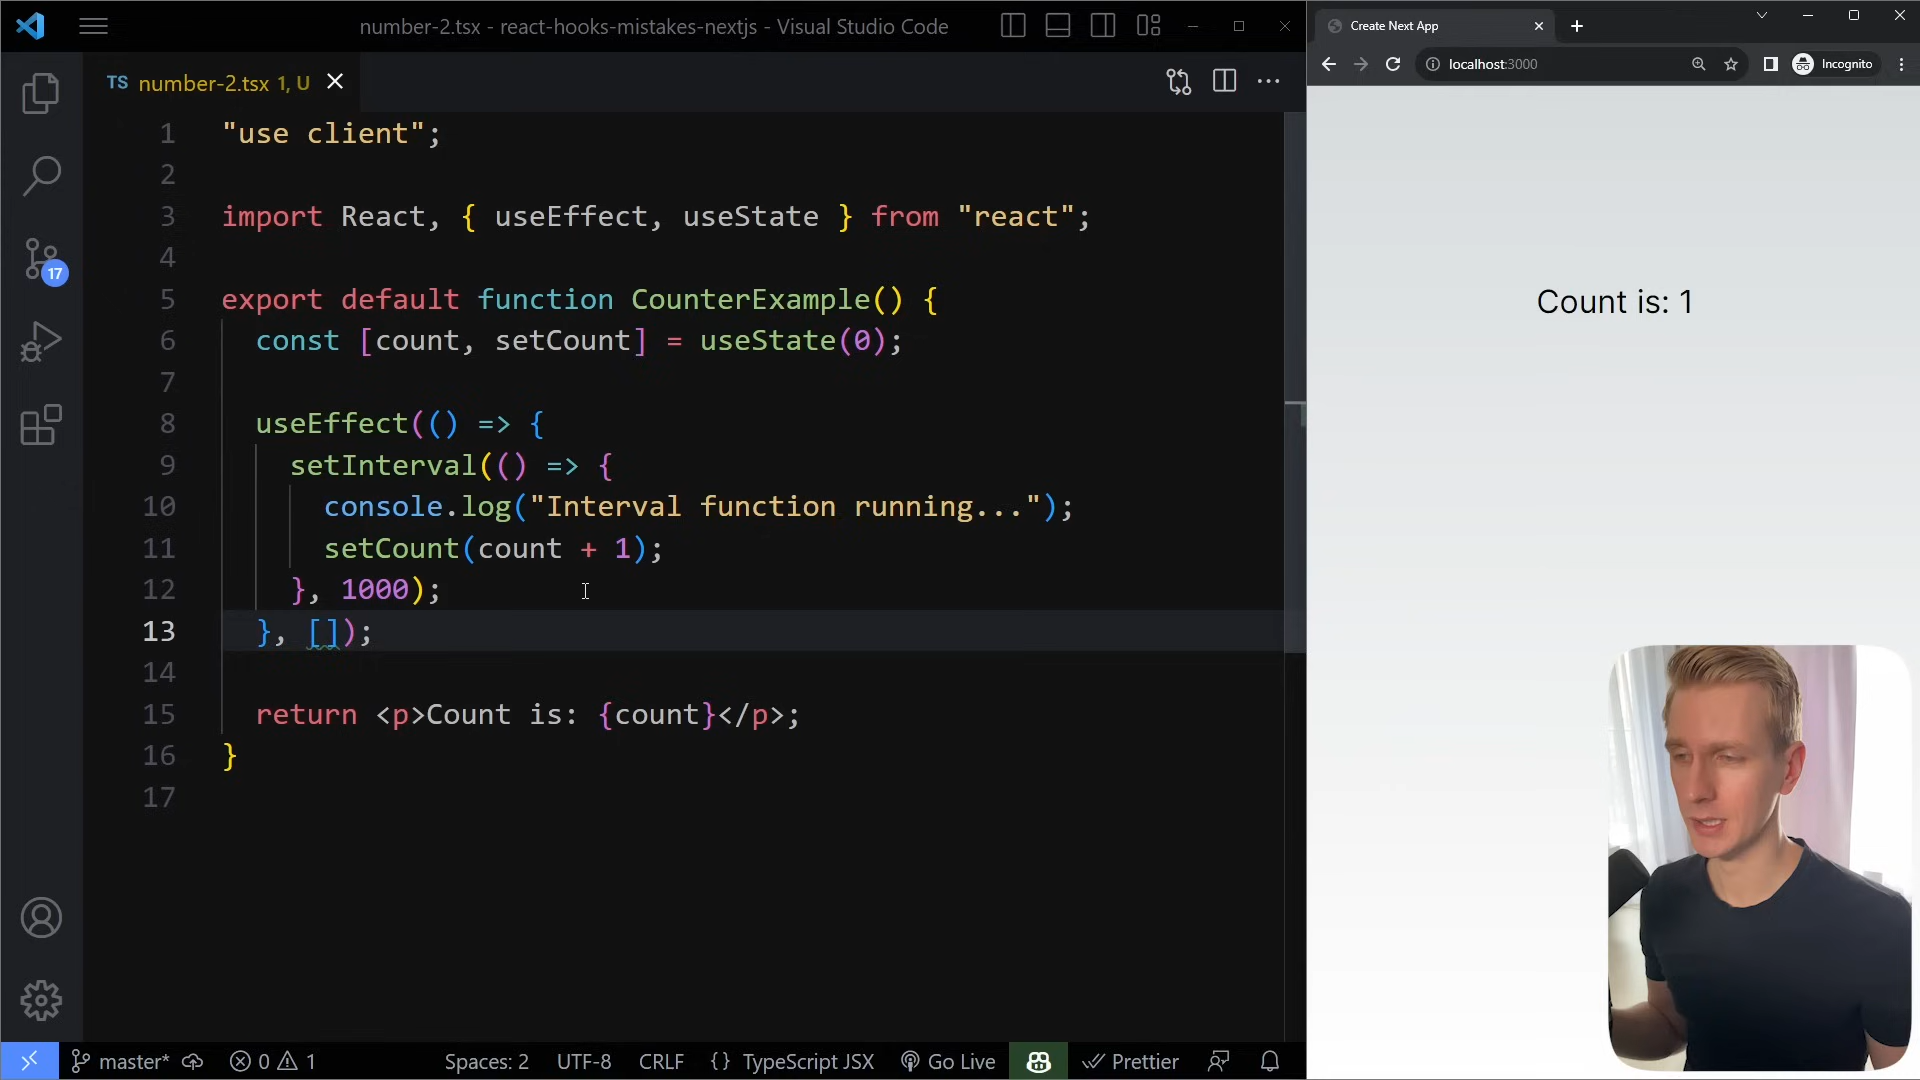 number-2.tsx - react-hooks-mistakes-nextjs - Visual Studio Code
TS number-2.tsx 1, U
1 "use client";
2
3 import React, { useEffect, useState } from "react";
4
5 export default function CounterExample() {
6 const [count, setCount] = useState(0);
7
8 useEffect(() => {
9 setInterval(() => {
10 console.log("Interval function running...");
11 setCount(count + 1);
12 }, 1000);
13 }, []);
14
15 return <p>Count is: {count}</p>;
16 }
17
17
master* 0 1 Spaces: 2 UTF-8 CRLF {} TypeScript JSX Go Live Prettier
Create Next App
localhost:3000 Incognito
Count is: 1